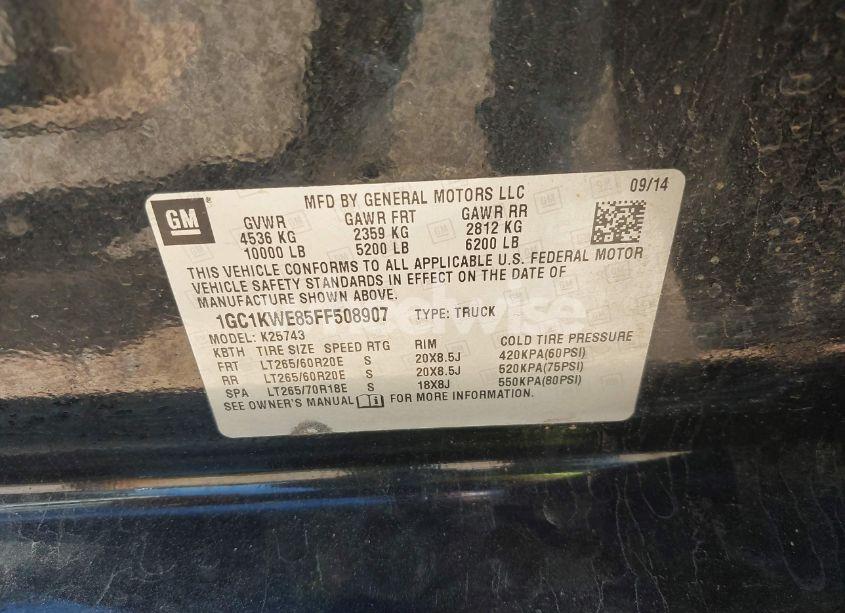 MFD BY GENERAL MOTORS LLC 09/14
GM
GVWR GAWR FRT GAWR RR
4536 KG 2359 KG 2812 KG
10000 LB 5200 LB 6200 LB
THIS VEHICLE CONFORMS TO ALL APPLICABLE U.S. FEDERAL MOTOR
VEHICLE SAFETY STANDARDS IN EFFECT ON THE DATE OF
MANUFACTURE SHOWN ABOVE.
1GC1KWE85FF508907 TYPE: TRUCK
MODEL: K25743
KBTH TIRE SIZE SPEED RTG RIM COLD TIRE PRESSURE
FRT LT265/60R20E S 20X8.5J 420KPA(60PSI)
RR LT265/60R20E S 20X8.5J 520KPA(75PSI)
SPA LT265/70R18E S 18X8J 550KPA(80PSI)
SEE OWNER'S MANUAL FOR MORE INFORMATION.